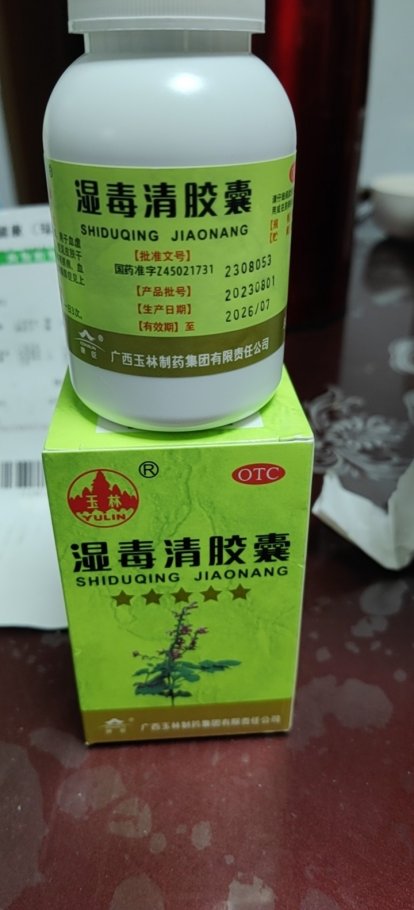 湿毒清胶囊
SHIDUQING JIAONANG
【批准文号】
国药准字Z45021731
【产品批号】 2308053
【生产日期】 20230801
【有效期】至 2026/07
广西玉林制药集团有限责任公司
®
OTC
玉林
YULIN
湿毒清胶囊
SHIDUQING JIAONANG
广西玉林制药集团有限责任公司